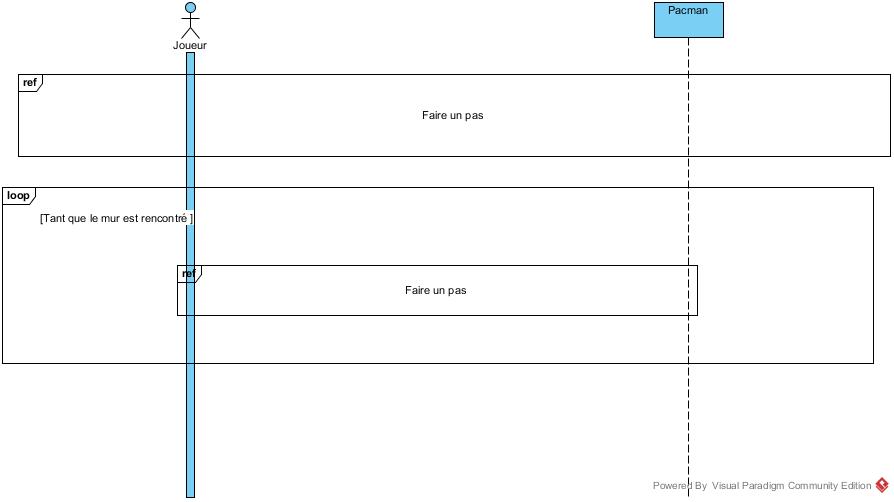 Joueur
Pacman
ref
Faire un pas
loop
[Tant que le mur est rencontré ]
ref
Faire un pas
Powered By Visual Paradigm Community Edition